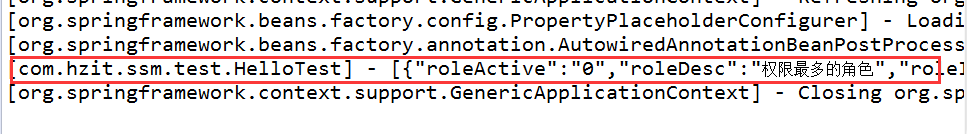 [org.springframework.context.support.GenericApplicationContext] - Refreshing org
[org.springframework.beans.factory.config.PropertyPlaceholderConfigurer] - Loadi
[org.springframework.beans.factory.annotation.AutowiredAnnotationBeanPostProcess
[com.hzit.ssm.test.HelloTest] - [{"roleActive":"0","roleDesc":"权限最多的角色","roleI
[org.springframework.context.support.GenericApplicationContext] - Closing org.sp